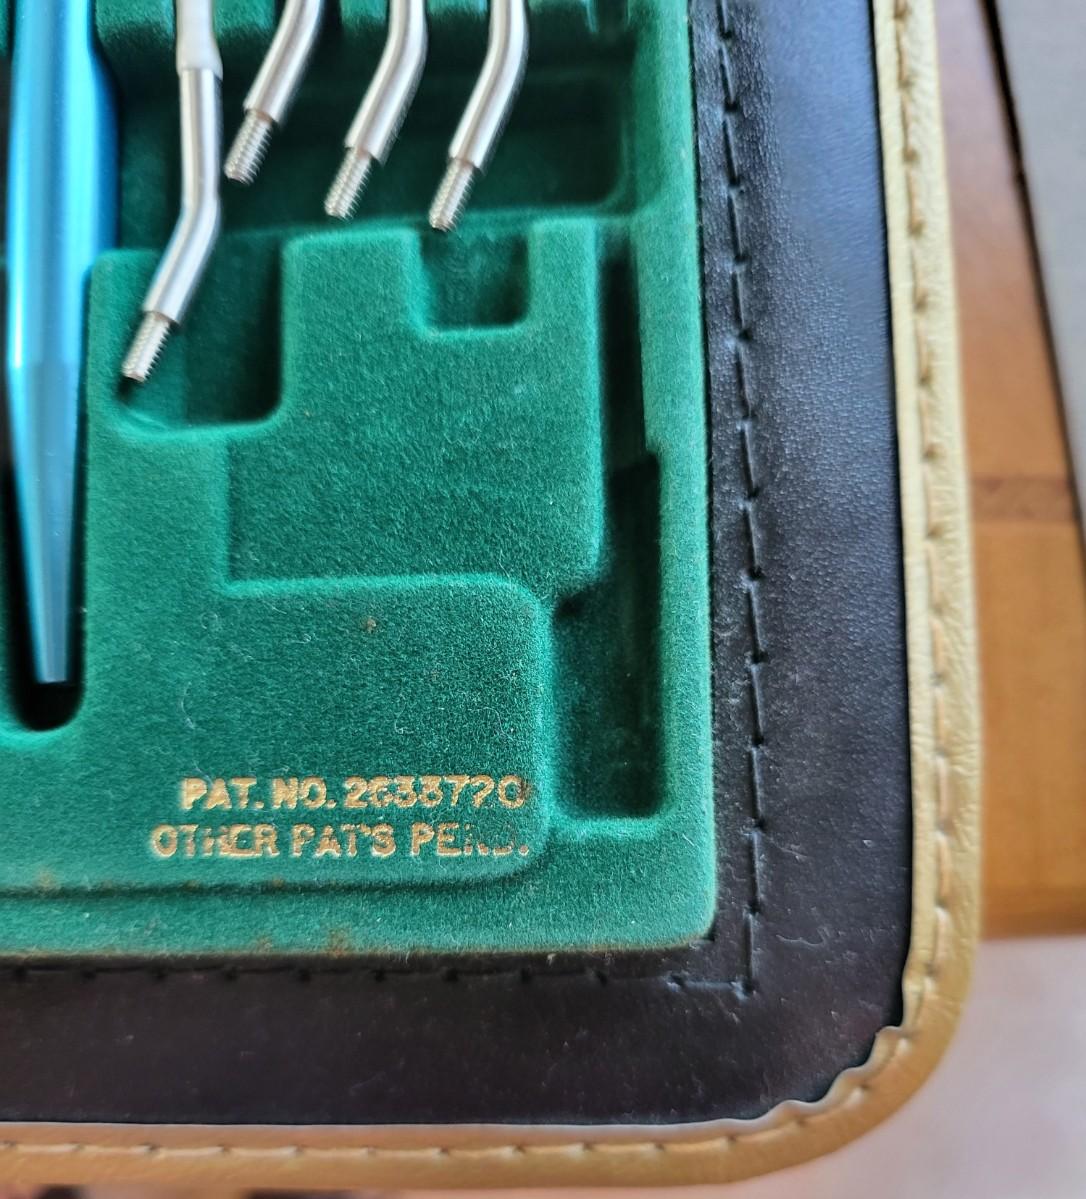 PAT. NO. 2633770
OTHER PAT'S PEND.